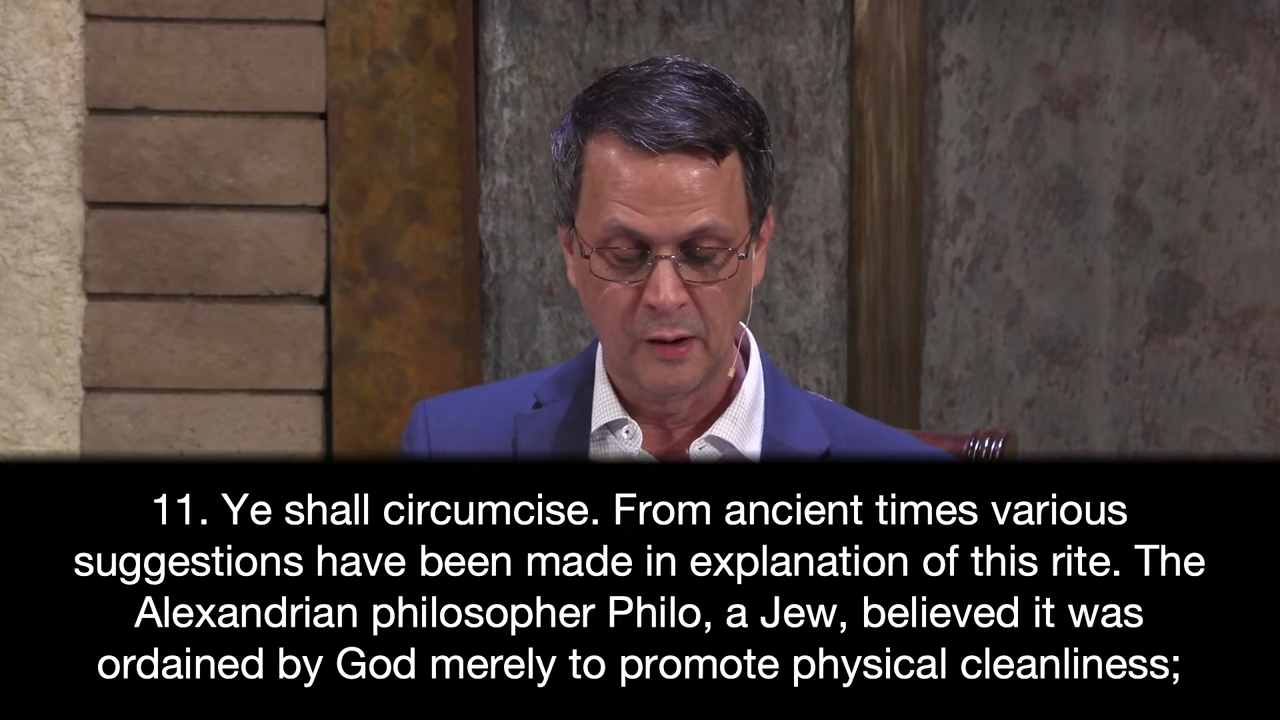 11. Ye shall circumcise. From ancient times various
suggestions have been made in explanation of this rite. The
Alexandrian philosopher Philo, a Jew, believed it was
ordained by God merely to promote physical cleanliness;